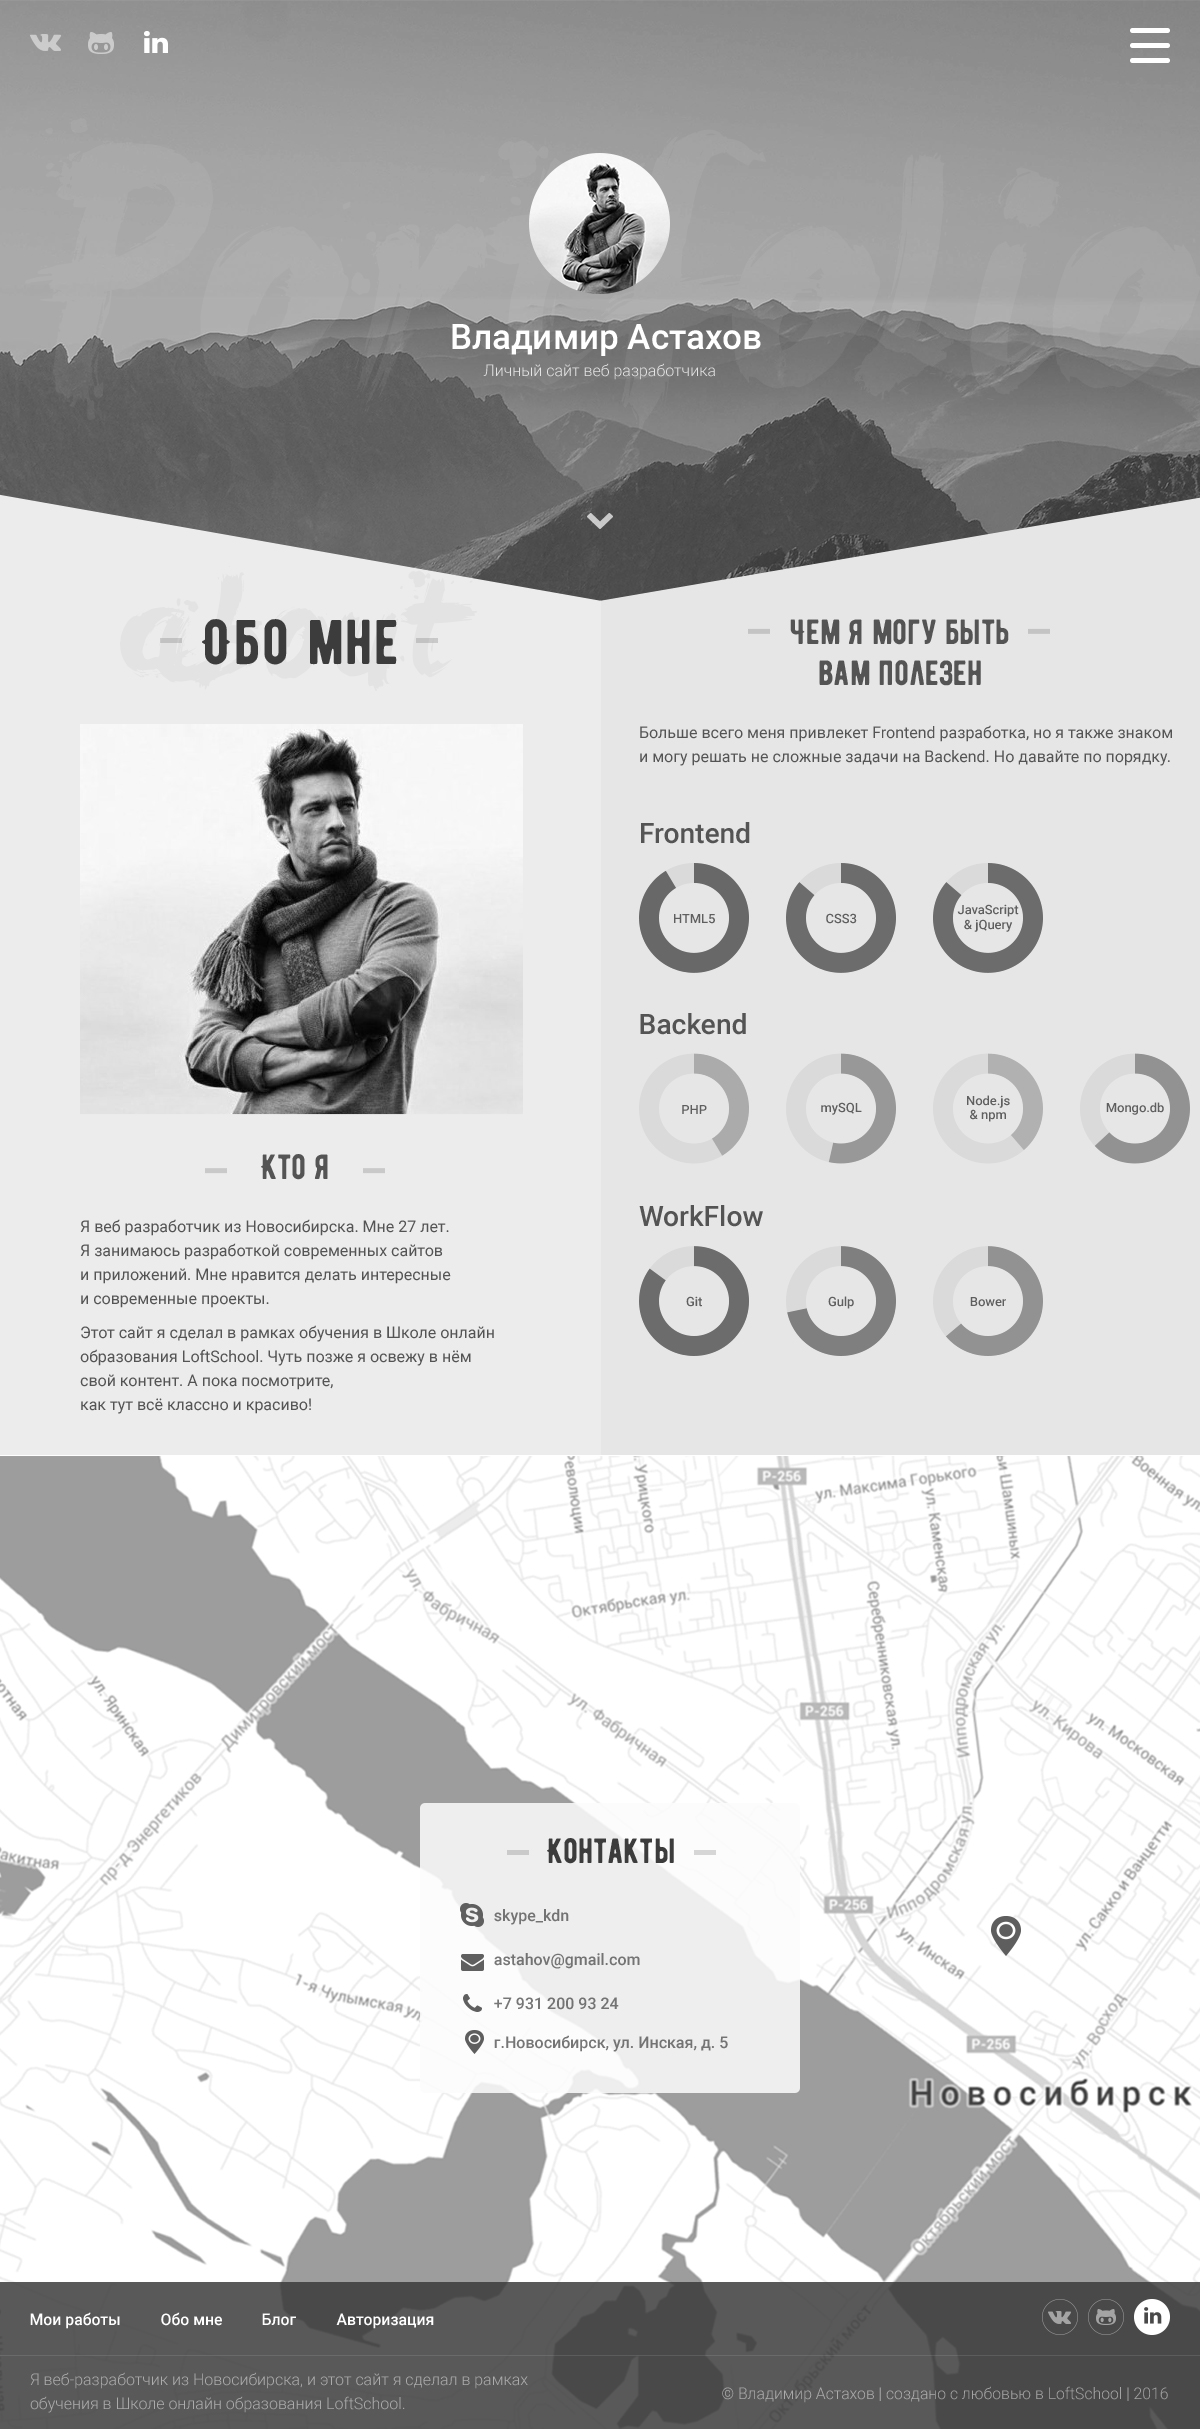 in
Portfolio
Владимир Астахов
Личный сайт веб разработчика
about
Обо мне
Чем я могу быть
вам полезен
Больше всего меня привлекет Frontend разработка, но я также знаком
и могу решать не сложные задачи на Backend. Но давайте по порядку.
Frontend
HTML5
CSS3
JavaScript
& jQuery
Backend
PHP
mySQL
Node.js
& npm
Mongo.db
Кто я
WorkFlow
Git
Gulp
Bower
Я веб разработчик из Новосибирска. Мне 27 лет.
Я занимаюсь разработкой современных сайтов
и приложений. Мне нравится делать интересные
и современные проекты.
Этот сайт я сделал в рамках обучения в Школе онлайн
образования LoftSchool. Чуть позже я освежу в нём
свой контент. А пока посмотрите,
как тут всё классно и красиво!
Революции
Урицкого
Р-256
ул. Максима Горького
ул. Каменская
ьи Шамшиных
Военная ул.
ул. Фабричная
Октябрьская ул.
Серебренниковская ул.
Ипподромская ул.
отная
ул. Яринская
Димитровский мост
ул. Фабричная
Р-256
ул. Кирова
ул. Московская
пр-д Энергетиков
Ракитная
Ипподромская ул.
ул. Сакко и Ванцетти
Р-256
ул. Инская
Контакты
skype_kdn
astahov@gmail.com
+7 931 200 93 24
г.Новосибирск, ул. Инская, д. 5
1-я Чулымская ул
ул. Восход
Р-256
Новосибирск
Октябрьский мост
Мои работы
Обо мне
Блог
Авторизация
in
Я веб-разработчик из Новосибирска, и этот сайт я сделал в рамках
обучения в Школе онлайн образования LoftSchool.
© Владимир Астахов | создано с любовью в LoftSchool | 2016